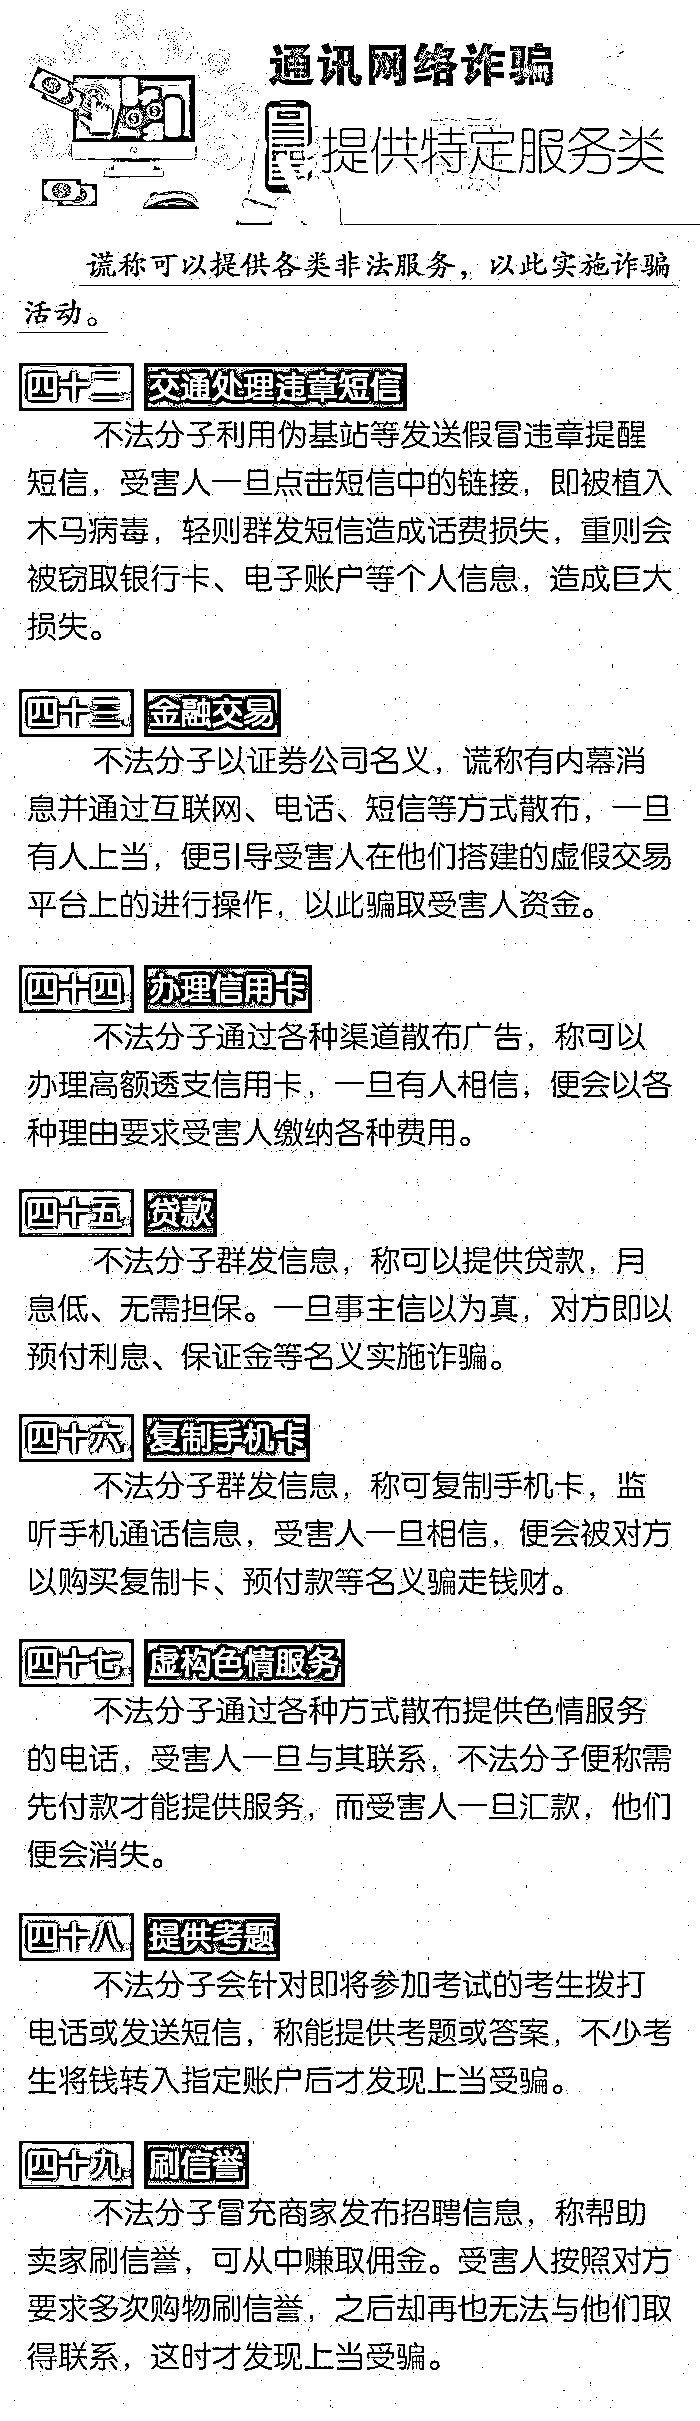 通讯网络诈骗
提供特定服务类
谎称可以提供各类非法服务，以此实施诈骗
活动。
四十二 交通处理违章短信
不法分子利用伪基站等发送假冒违章提醒
短信，受害人一旦点击短信中的链接，即被植入
木马病毒，轻则群发短信造成话费损失，重则会
被窃取银行卡、电子账户等个人信息，造成巨大
损失。
四十三 金融交易
不法分子以证券公司名义，谎称有内幕消
息并通过互联网、电话、短信等方式散布，一旦
有人上当，便引导受害人在他们搭建的虚假交易
平台上的进行操作，以此骗取受害人资金。
四十四 办理信用卡
不法分子通过各种渠道散布广告，称可以
办理高额透支信用卡，一旦有人相信，便会以各
种理由要求受害人缴纳各种费用。
四十五 贷款
不法分子群发信息，称可以提供贷款，月
息低、无需担保。一旦事主信以为真，对方即以
预付利息、保证金等名义实施诈骗。
四十六 复制手机卡
不法分子群发信息，称可复制手机卡，监
听手机通话信息，受害人一旦相信，便会被对方
以购买复制卡、预付款等名义骗走钱财。
四十七 虚构色情服务
不法分子通过各种方式散布提供色情服务
的电话，受害人一旦与其联系，不法分子便称需
先付款才能提供服务，而受害人一旦汇款，他们
便会消失。
四十八 提供考题
不法分子会针对即将参加考试的考生拨打
电话或发送短信，称能提供考题或答案，不少考
生将钱转入指定账户后才发现上当受骗。
四十九 刷信誉
不法分子冒充商家发布招聘信息，称帮助
卖家刷信誉，可从中赚取佣金。受害人按照对方
要求多次购物刷信誉，之后却再也无法与他们取
得联系，这时才发现上当受骗。